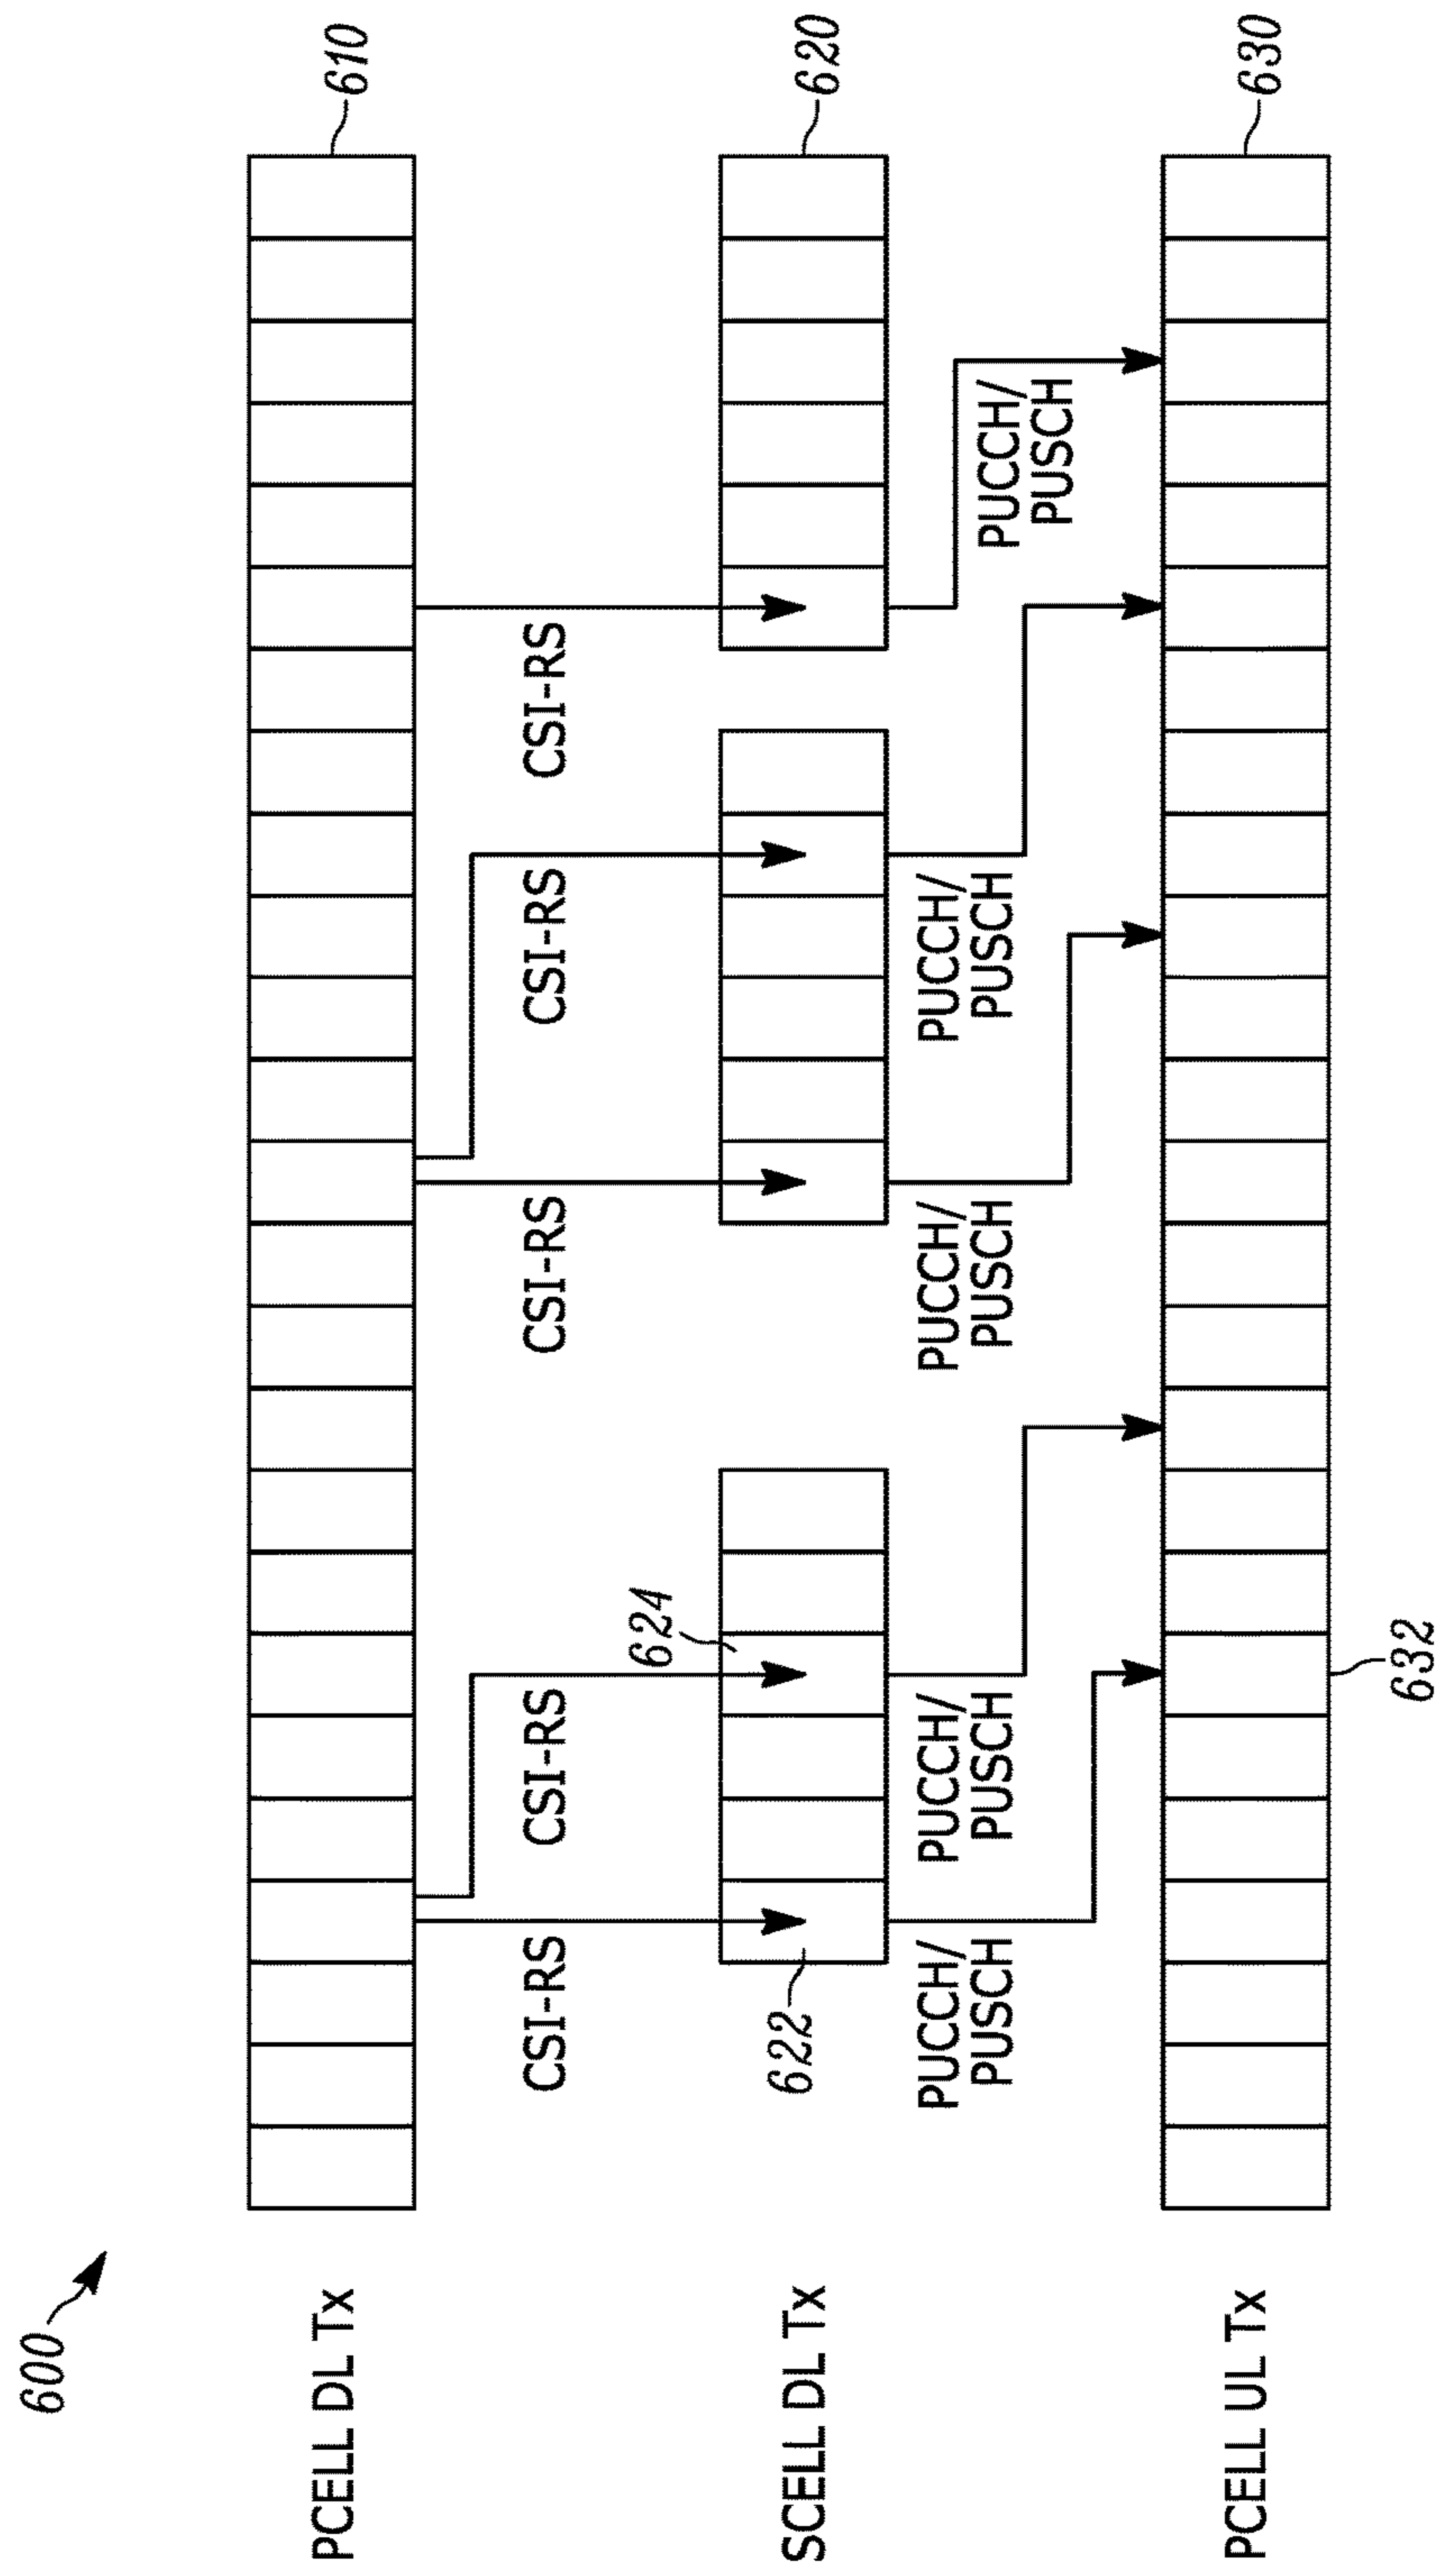 600
PCELL DL Tx
610
CSI-RS
CSI-RS
CSI-RS
CSI-RS
CSI-RS
624
SCELL DL Tx
622
620
PUCCH/
PUSCH
PUCCH/
PUSCH
PUCCH/
PUSCH
PUCCH/
PUSCH
PUCCH/
PUSCH
PCELL UL Tx
630
632